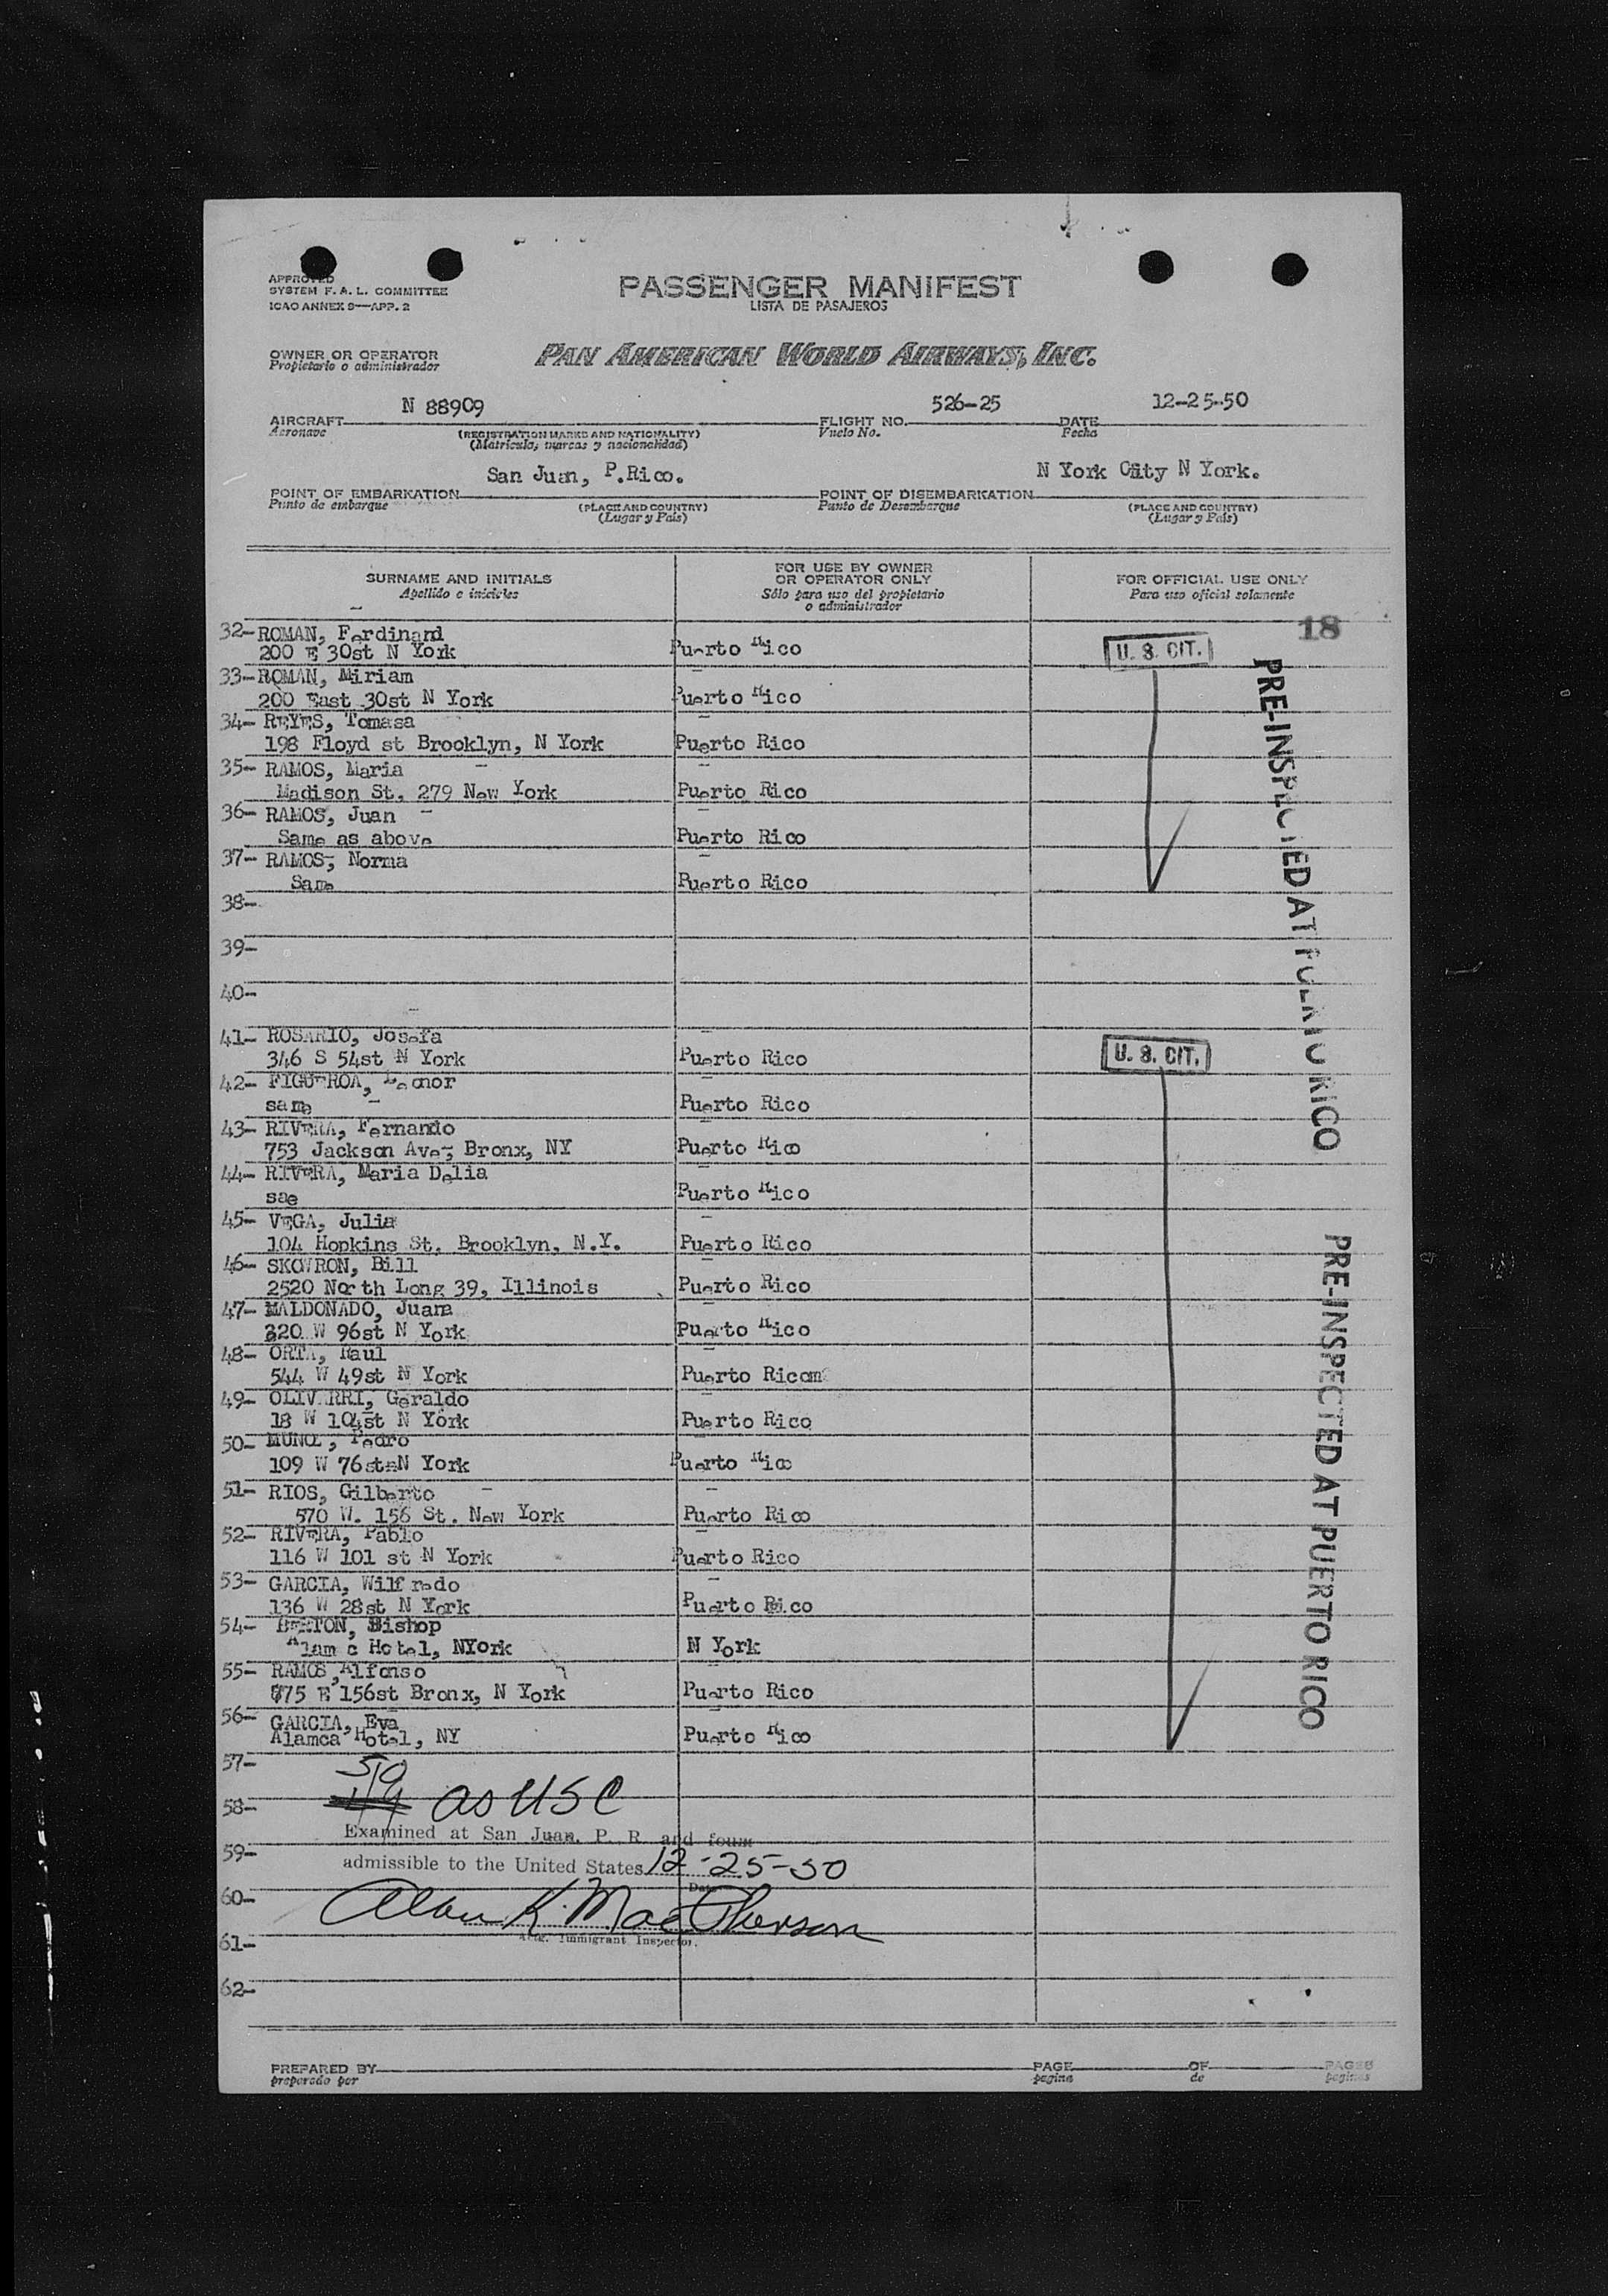 APPROVED
SYSTEM F. A. L. COMMITTEE
ICAO ANNEX 9—APP. 2
PASSENGER MANIFEST
LISTA DE PASAJEROS
OWNER OR OPERATOR
Propietario o administrador
PAN AMERICAN WORLD AIRWAYS, INC.
AIRCRAFT N 88909
Aeronave
(REGISTRATION MARKS AND NATIONALITY)
(Matrícula, marcas y nacionalidad)
FLIGHT NO. 526-25
Vuelo No.
DATE 12-25-50
Fecha
POINT OF EMBARKATION San Juan, P.Rico.
Punto de embarque
(PLACE AND COUNTRY)
(Lugar y País)
POINT OF DISEMBARKATION N York City N York.
Punto de Desembarque
(PLACE AND COUNTRY)
(Lugar y País)
SURNAME AND INITIALS
Apellido e iniciales
FOR USE BY OWNER
OR OPERATOR ONLY
Sólo para uso del propietario
o administrador
FOR OFFICIAL USE ONLY
Para uso oficial solamente
18
32- ROMAN, Ferdinand
200 E 30st N York Puerto Rico U. S. CIT.
33- ROMAN, Miriam
200 East 30st N York Puerto Rico
34- REYES, Tomasa
198 Floyd st Brooklyn, N York Puerto Rico
35- RAMOS, Maria
Madison St. 279 New York Puerto Rico
36- RAMOS, Juan
Same as above Puerto Rico
37- RAMOS, Norma
Same Puerto Rico
38-
39-
40-
41- ROSARIO, Josefa
346 S 54st N York Puerto Rico U. S. CIT.
42- FIGUEROA, Leonor
same Puerto Rico
43- RIVERA, Fernando
753 Jackson Ave, Bronx, NY Puerto Rico
44- RIVERA, Maria Delia
sae Puerto Rico
45- VEGA, Julia
104 Hopkins St. Brooklyn, N.Y. Puerto Rico
46- SKOWRON, Bill
2520 North Long 39, Illinois Puerto Rico
47- MALDONADO, Juana
320 W 96st N York Puerto Rico
48- ORTA, Raul
544 W 49st N York Puerto Rico
49- OLIVERRI, Geraldo
18 W 104st N York Puerto Rico
50- Pedro
109 W 76st N York Puerto Rico
51- RIOS, Gilberto
570 W. 156 St. New York Puerto Rico
52- RIVERA, Pablo
116 W 101 st N York Puerto Rico
53- GARCIA, Wilfredo
136 W 28st N York Puerto Rico
54- Bishop
Hotel, NYork N York
55- RAMOS, Alfonso
775 E 156st Bronx, N York Puerto Rico
56- GARCIA, Eva
Alamca Hotel, NY Puerto Rico
57-
50
58- as USC
Examined at San Juan, P. R. and found
59-
admissible to the United States 12-25-50
Date
60-
Alan K. MacPherson
Actg. Immigrant Inspector.
61-
62-
PRE-INSPECTED AT PUERTO RICO
PRE-INSPECTED AT PUERTO RICO
PREPARED BY
preparado por
PAGE OF PAGES
pagina de paginas